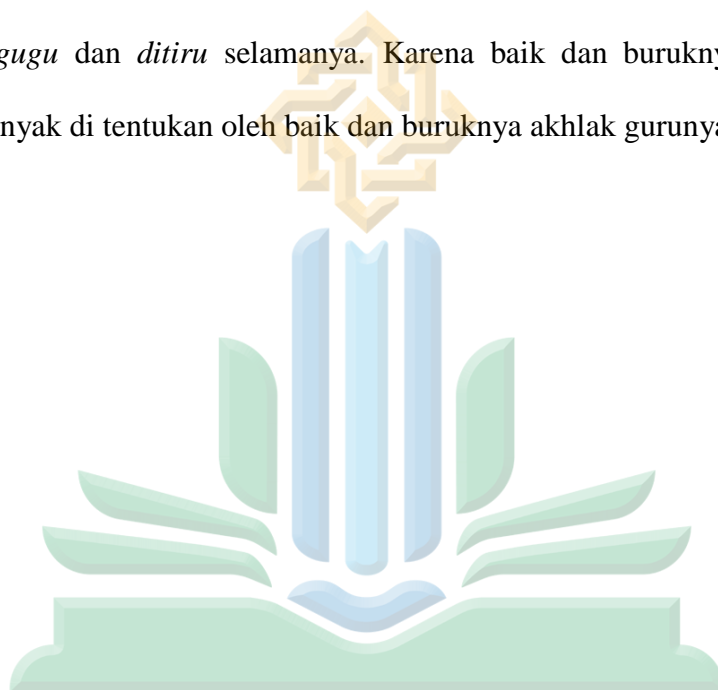 gugu dan ditiru selamanya. Karena baik dan burukny
nyak di tentukan oleh baik dan buruknya akhlak gurunya